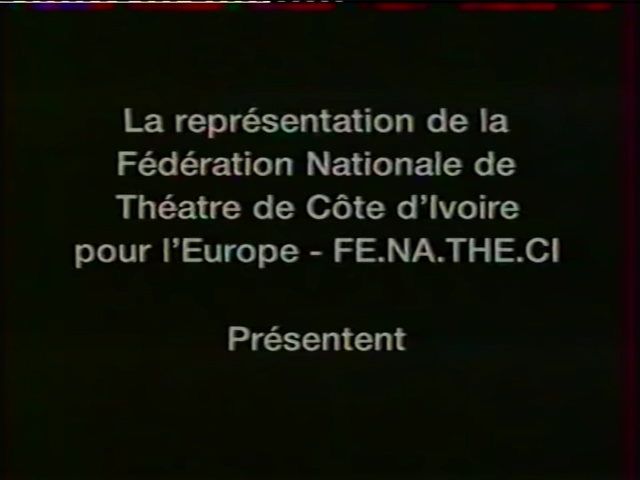 La représentation de la
Fédération Nationale de
Théatre de Côte d'Ivoire
pour l'Europe - FE.NA.THE.CI
Présentent